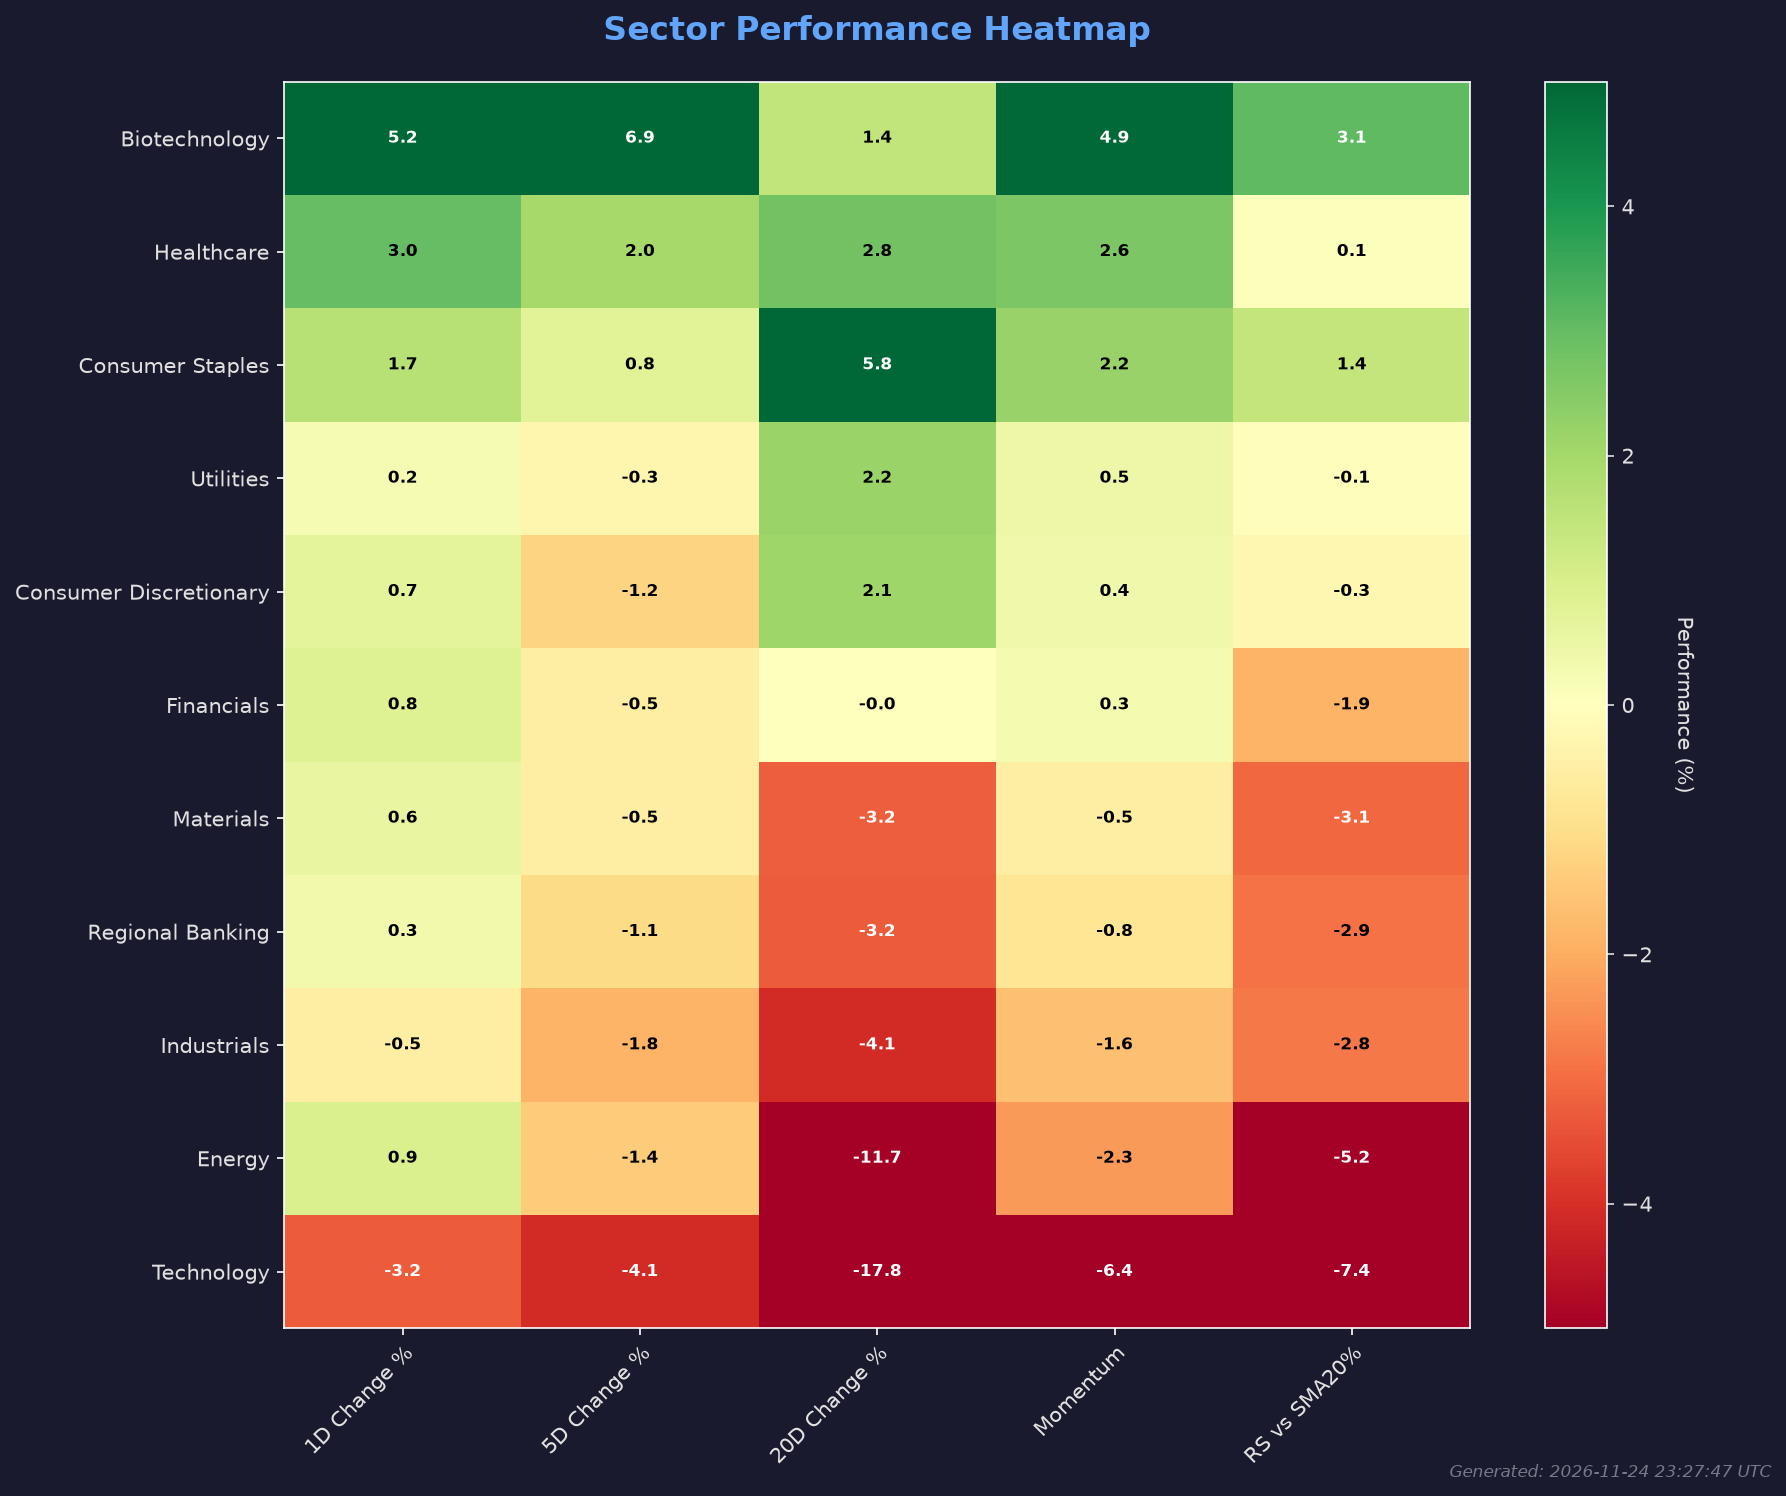 Sector Performance Heatmap
Biotechnology 5.2 6.9 1.4 4.9 3.1
Healthcare 3.0 2.0 2.8 2.6 0.1
Consumer Staples 1.7 0.8 5.8 2.2 1.4
Utilities 0.2 -0.3 2.2 0.5 -0.1
Consumer Discretionary 0.7 -1.2 2.1 0.4 -0.3
Financials 0.8 -0.5 -0.0 0.3 -1.9
Materials 0.6 -0.5 -3.2 -0.5 -3.1
Regional Banking 0.3 -1.1 -3.2 -0.8 -2.9
Industrials -0.5 -1.8 -4.1 -1.6 -2.8
Energy 0.9 -1.4 -11.7 -2.3 -5.2
Technology -3.2 -4.1 -17.8 -6.4 -7.4
1D Change %
5D Change %
20D Change %
Momentum
RS vs SMA20%
4
2
0
−2
−4
Performance (%)
Generated: 2026-11-24 23:27:47 UTC